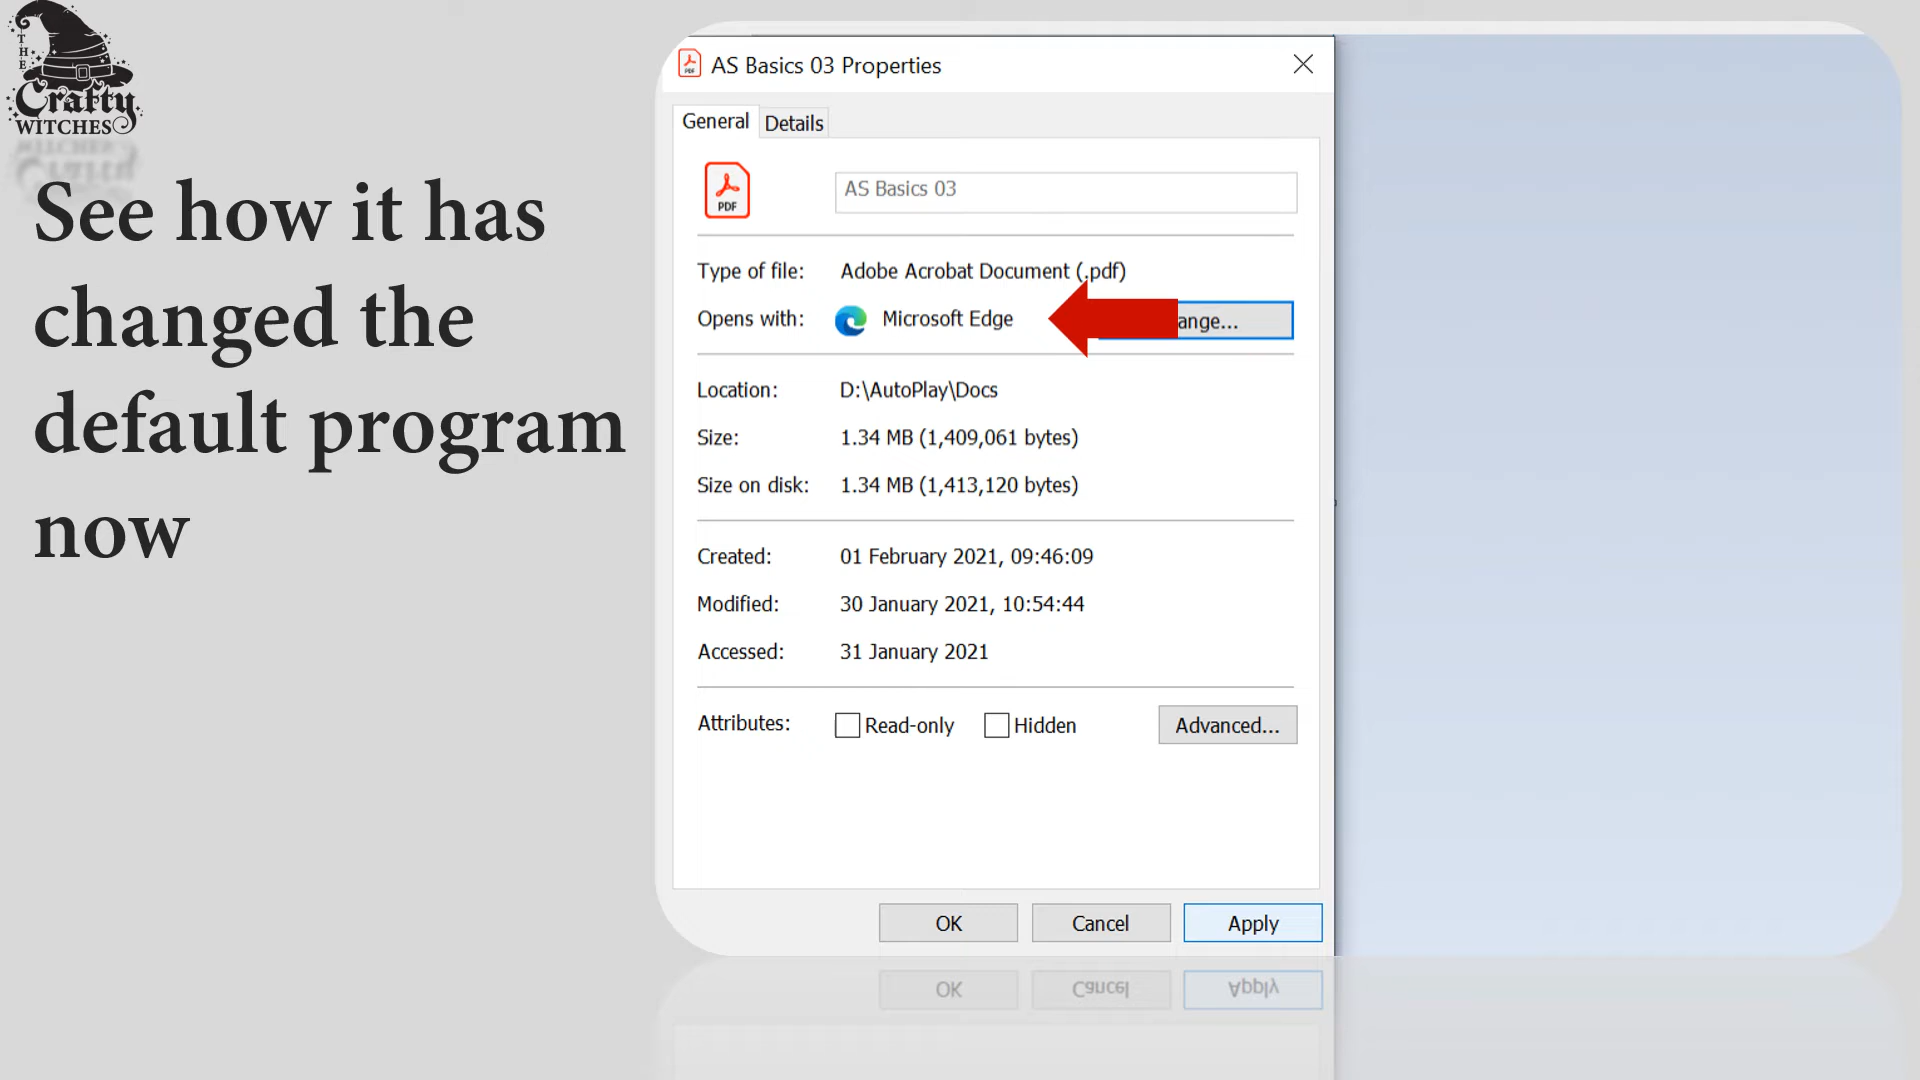 THE
Crafty
WITCHES
See how it has
changed the
default program
now
AS Basics 03 Properties
General
Details
PDF
AS Basics 03
Type of file: Adobe Acrobat Document (.pdf)
Opens with: Microsoft Edge
ange...
Location: D:\AutoPlay\Docs
Size: 1.34 MB (1,409,061 bytes)
Size on disk: 1.34 MB (1,413,120 bytes)
Created: 01 February 2021, 09:46:09
Modified: 30 January 2021, 10:54:44
Accessed: 31 January 2021
Attributes: Read-only Hidden Advanced...
OK Cancel Apply